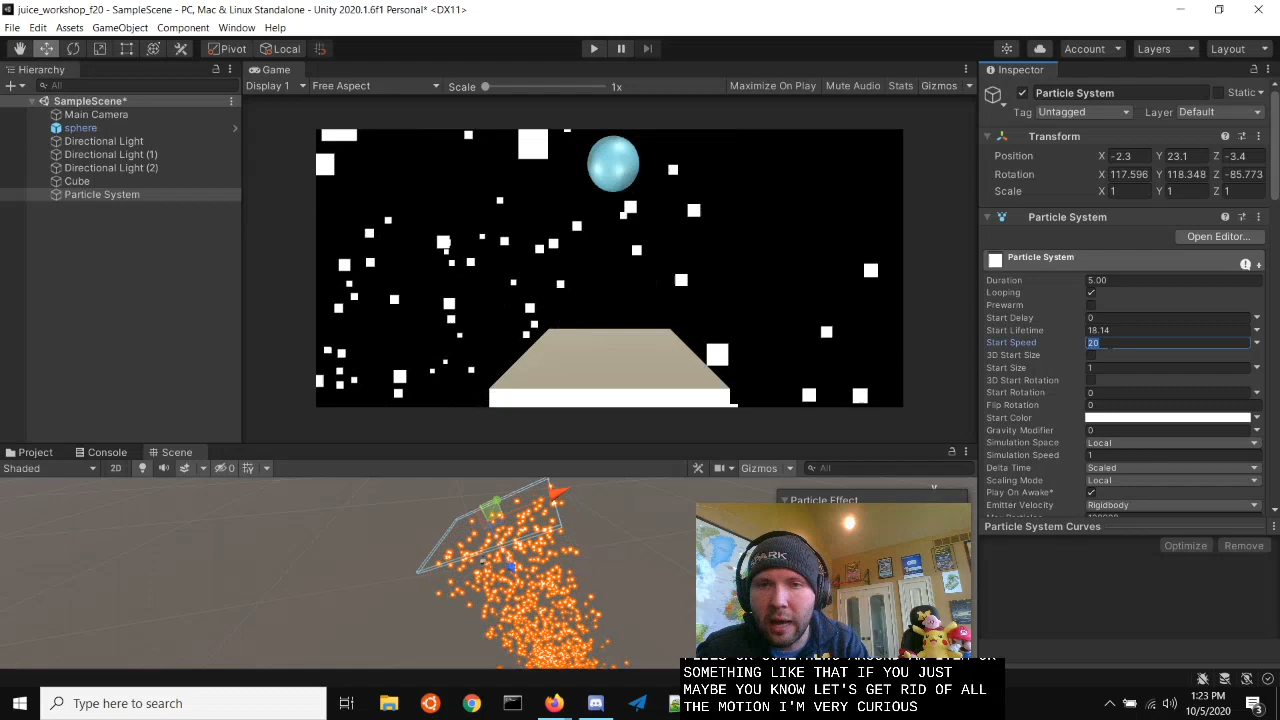 juice_workshop_f20 - SampleScene - PC, Mac & Linux Standalone - Unity 2020.1.6f1 Personal* <DX11>
File Edit Assets GameObject Component Window Help
Pivot Local Account Layers Layout
Hierarchy Game Inspector
All Display 1 Free Aspect Scale 1x Maximize On Play Mute Audio Stats Gizmos
Particle System Static
SampleScene*
Tag Untagged Layer Default
Main Camera
sphere
Transform
Directional Light
Directional Light (1)
Position X -2.3 Y 23.1 Z -3.4
Directional Light (2)
Rotation X 117.596 Y 118.348 Z -85.773
Cube
Scale X 1 Y 1 Z 1
Particle System
Particle System
Open Editor...
Particle System
Duration 5.00
Looping
Prewarm
Start Delay 0
Start Lifetime 18.14
Start Speed 20
3D Start Size
Start Size 1
3D Start Rotation
Start Rotation 0
Flip Rotation 0
Start Color
Gravity Modifier 0
Simulation Space Local
Simulation Speed 1
Delta Time Scaled
Scaling Mode Local
Play On Awake*
Emitter Velocity Rigidbody
Particle System Curves
Optimize Remove
Project Console Scene
Shaded 2D 0 Gizmos All
Particle Effect
PARK
SOMETHING LIKE THAT IF YOU JUST
MAYBE YOU KNOW LET'S GET RID OF ALL
THE MOTION I'M VERY CURIOUS
Type here to search
1:23 PM
10/5/2020
3